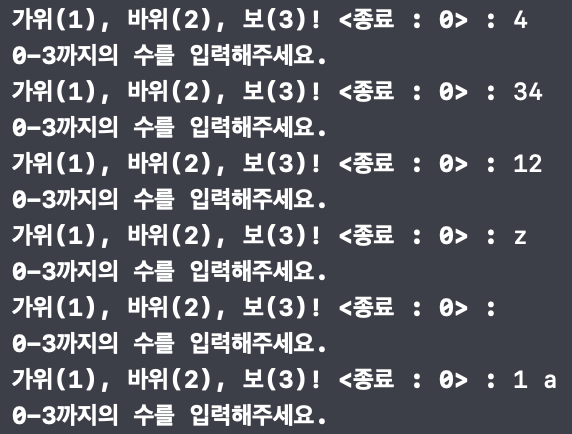 가위(1), 바위(2), 보(3)! <종료 : 0> : 4
0-3까지의 수를 입력해주세요.
가위(1), 바위(2), 보(3)! <종료 : 0> : 34
0-3까지의 수를 입력해주세요.
가위(1), 바위(2), 보(3)! <종료 : 0> : 12
0-3까지의 수를 입력해주세요.
가위(1), 바위(2), 보(3)! <종료 : 0> : z
0-3까지의 수를 입력해주세요.
가위(1), 바위(2), 보(3)! <종료 : 0> :
0-3까지의 수를 입력해주세요.
가위(1), 바위(2), 보(3)! <종료 : 0> : 1 a
0-3까지의 수를 입력해주세요.